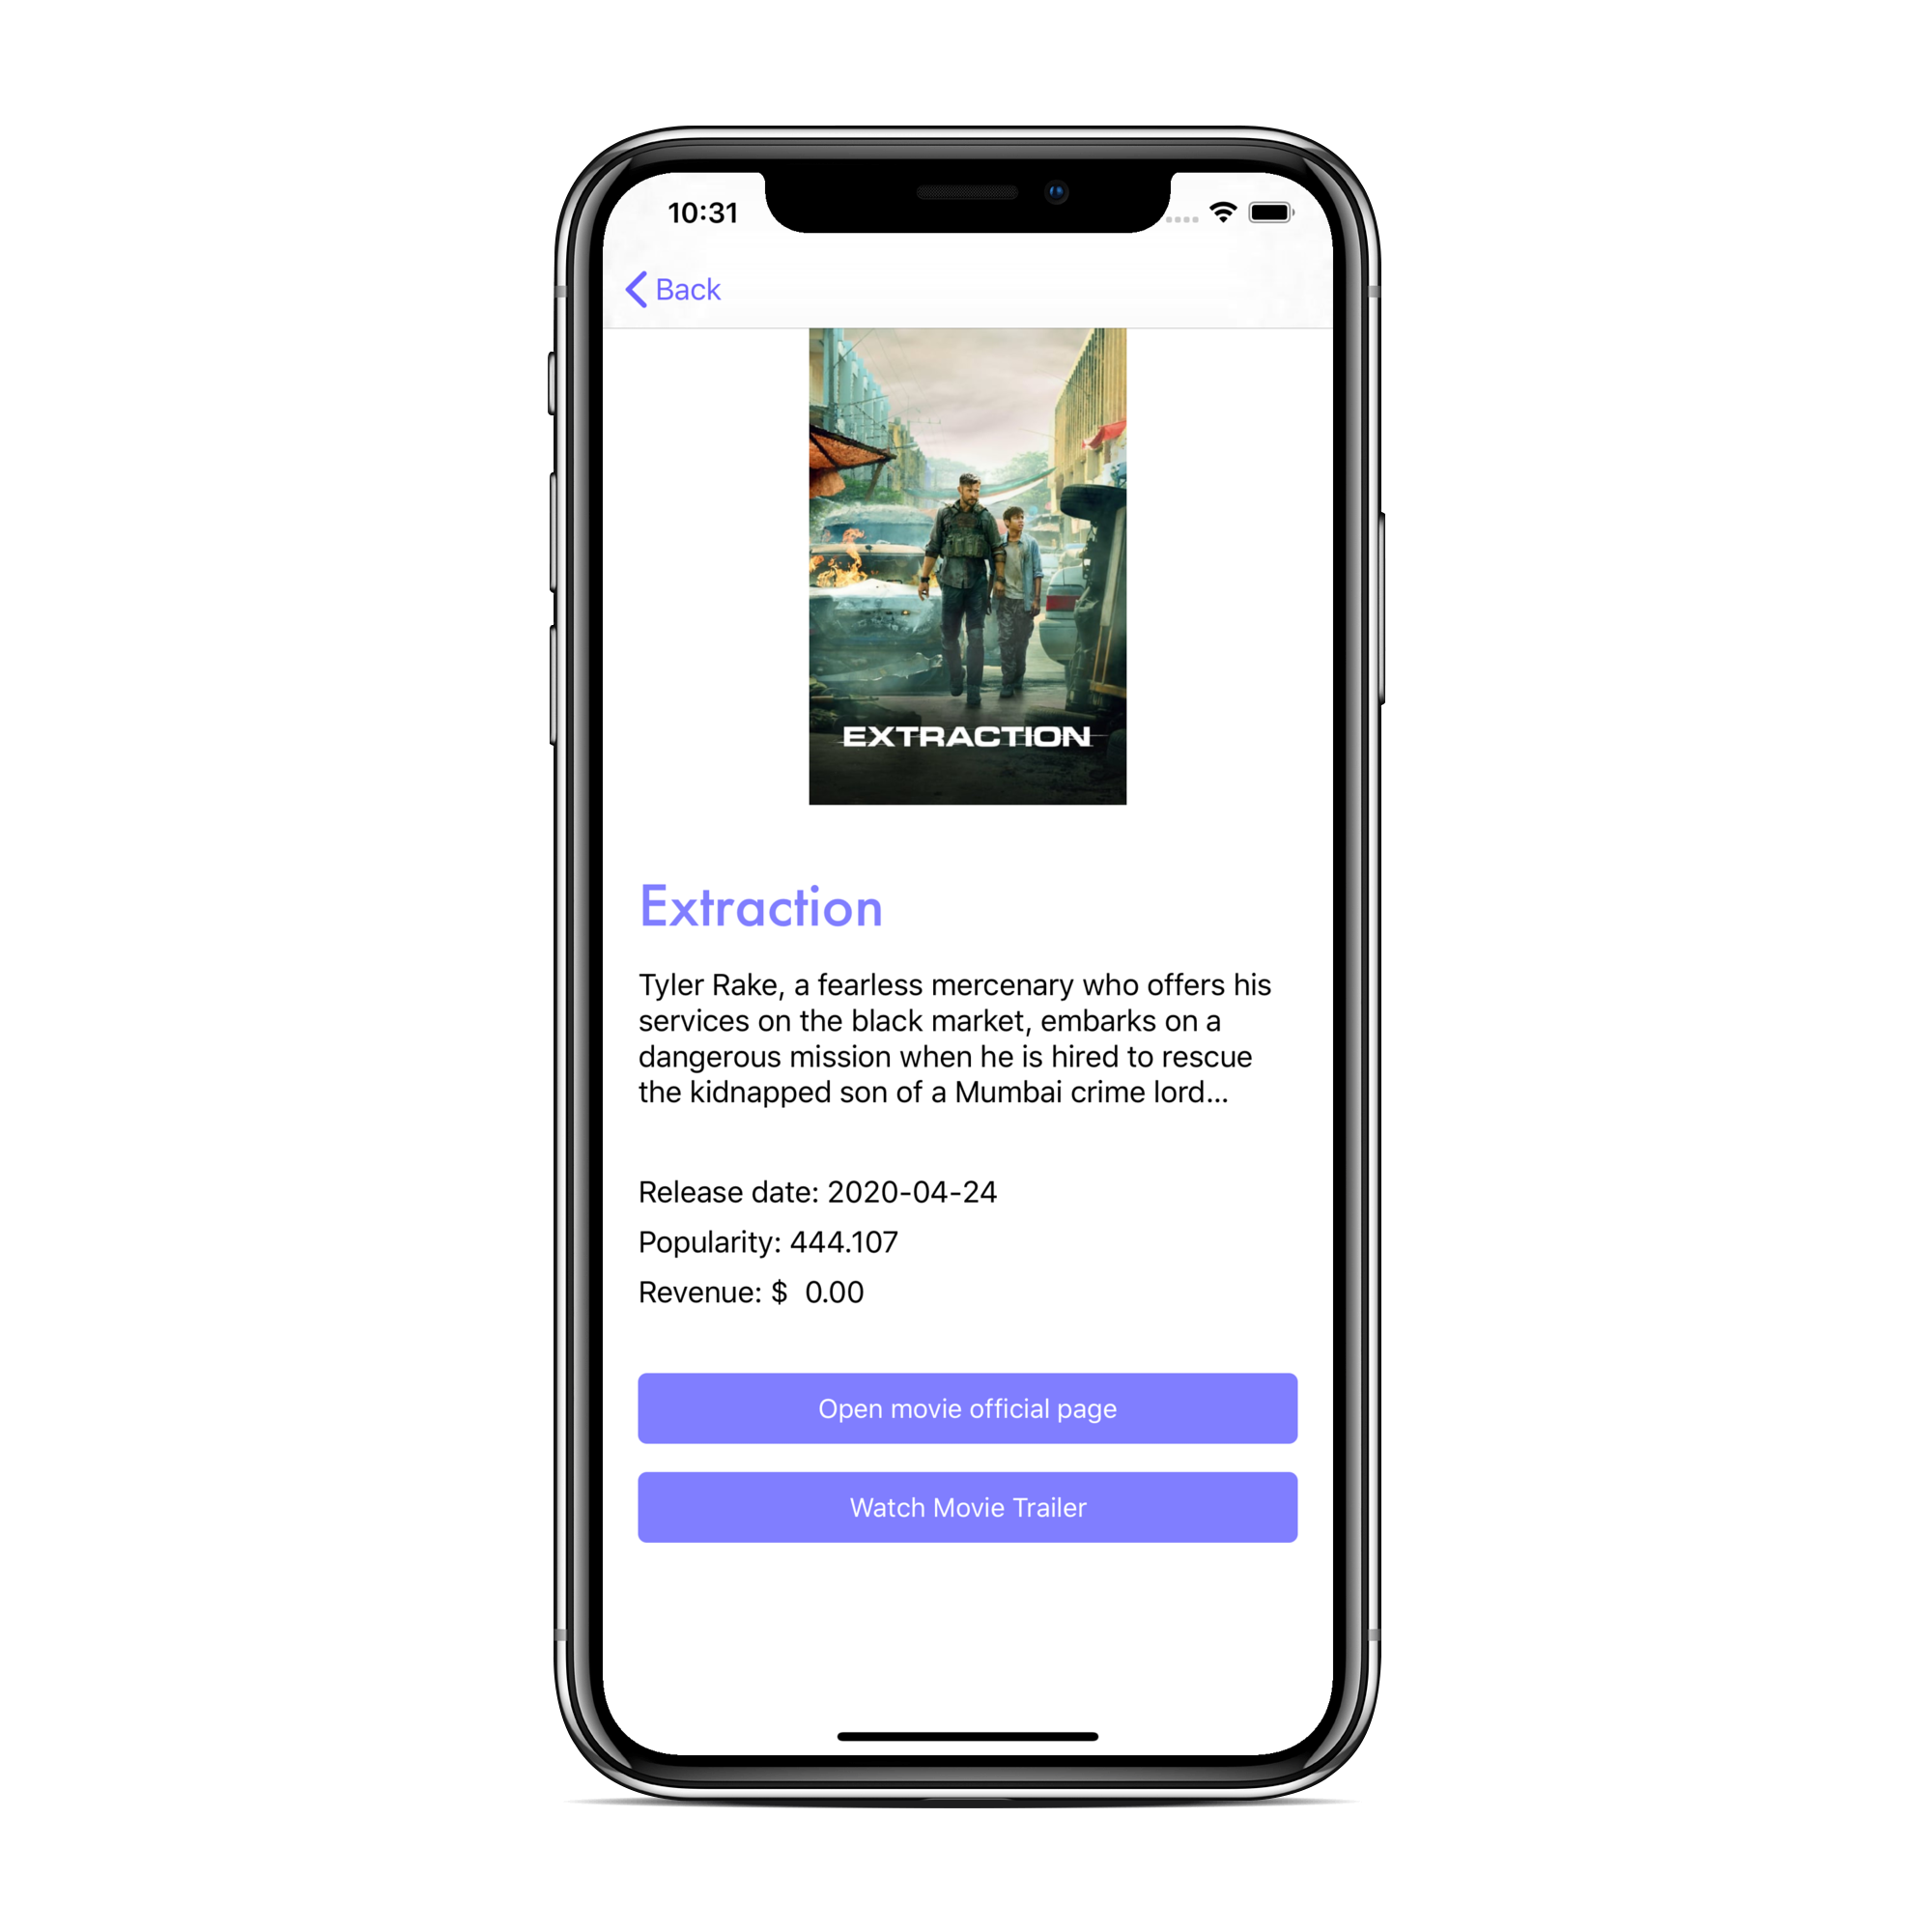 10:31
Back
EXTRACTION
Extraction
Tyler Rake, a fearless mercenary who offers his
services on the black market, embarks on a
dangerous mission when he is hired to rescue
the kidnapped son of a Mumbai crime lord...
Release date: 2020-04-24
Popularity: 444.107
Revenue: $  0.00
Open movie official page
Watch Movie Trailer